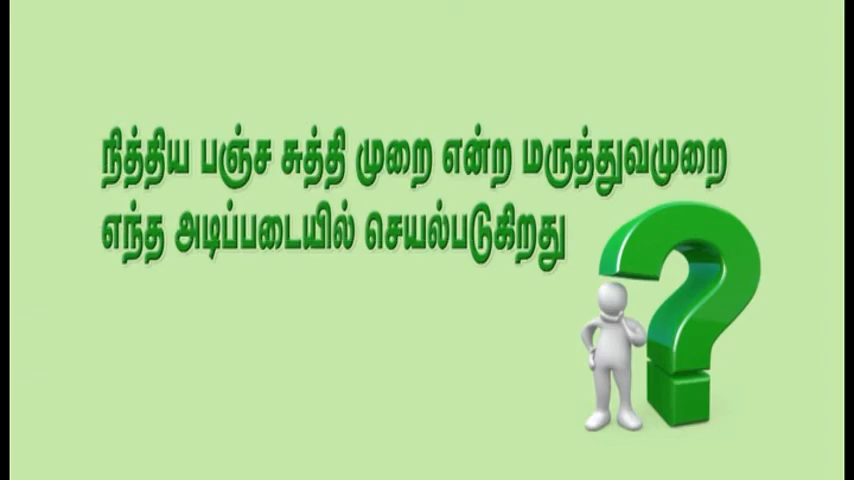 நித்திய பஞ்ச சுத்தி முறை என்ற மருத்துவமுறை
எந்த அடிப்படையில் செயல்படுகிறது
?